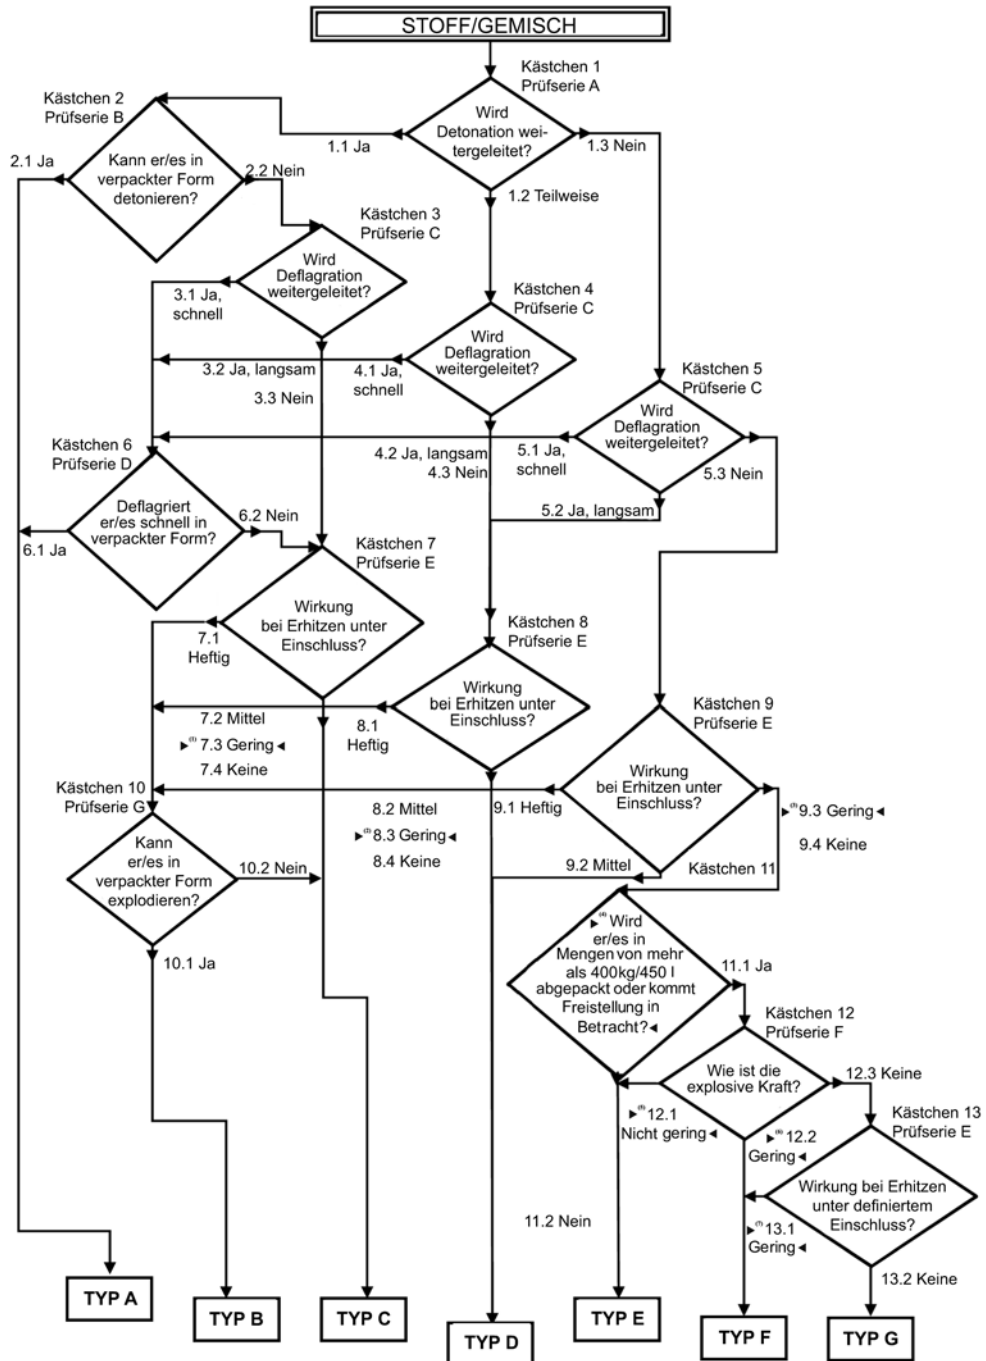 STOFF/GEMISCH
Kästchen 1
Prüfserie A
Wird
Detonation wei-
tergeleitet?
1.1 Ja
1.3 Nein
1.2 Teilweise
Kästchen 2
Prüfserie B
2.1 Ja
Kann er/es in
verpackter Form
detonieren?
2.2 Nein
Kästchen 3
Prüfserie C
Wird
Deflagration
weitergeleitet?
3.1 Ja,
schnell
3.2 Ja, langsam
3.3 Nein
Kästchen 4
Prüfserie C
Wird
Deflagration
weitergeleitet?
4.1 Ja,
schnell
4.2 Ja, langsam
4.3 Nein
Kästchen 5
Prüfserie C
Wird
Deflagration
weitergeleitet?
5.1 Ja,
schnell
5.3 Nein
5.2 Ja, langsam
Kästchen 6
Prüfserie D
Deflagriert
er/es schnell in
verpackter Form?
6.1 Ja
6.2 Nein
Kästchen 7
Prüfserie E
Wirkung
bei Erhitzen unter
Einschluss?
7.1
Heftig
7.2 Mittel
►⁽¹⁾ 7.3 Gering ◄
7.4 Keine
Kästchen 8
Prüfserie E
Wirkung
bei Erhitzen unter
Einschluss?
8.1
Heftig
8.2 Mittel
►⁽²⁾ 8.3 Gering ◄
8.4 Keine
Kästchen 9
Prüfserie E
Wirkung
bei Erhitzen unter
Einschluss?
9.1 Heftig
9.2 Mittel
►⁽³⁾ 9.3 Gering ◄
9.4 Keine
Kästchen 10
Prüfserie G
Kann
er/es in
verpackter Form
explodieren?
10.2 Nein
10.1 Ja
Kästchen 11
►⁽⁴⁾ Wird
er/es in
Mengen von mehr
als 400kg/450 l
abgepackt oder kommt
Freistellung in
Betracht? ◄
11.1 Ja
11.2 Nein
Kästchen 12
Prüfserie F
Wie ist die
explosive Kraft?
12.3 Keine
►⁽⁵⁾ 12.1
Nicht gering ◄
►⁽⁶⁾ 12.2
Gering ◄
Kästchen 13
Prüfserie E
Wirkung bei Erhitzen
unter definiertem
Einschluss?
►⁽⁷⁾ 13.1
Gering ◄
13.2 Keine
TYP A
TYP B
TYP C
TYP D
TYP E
TYP F
TYP G